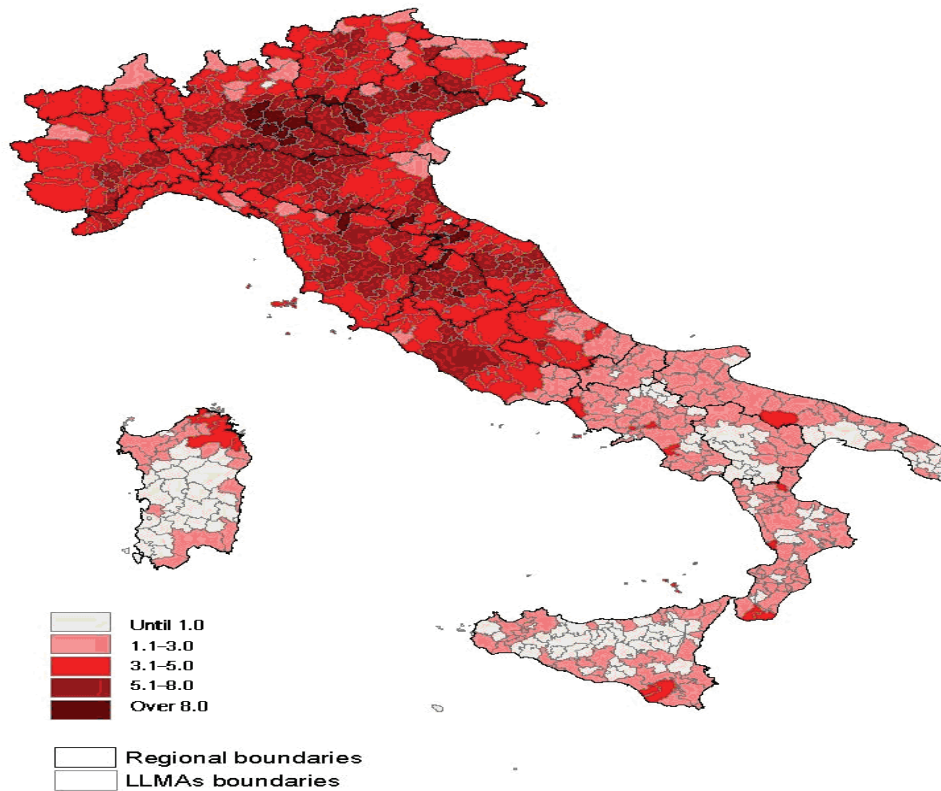 Until 1.0
1.1–3.0
3.1–5.0
5.1–8.0
Over 8.0
Regional boundaries
LLMAs boundaries